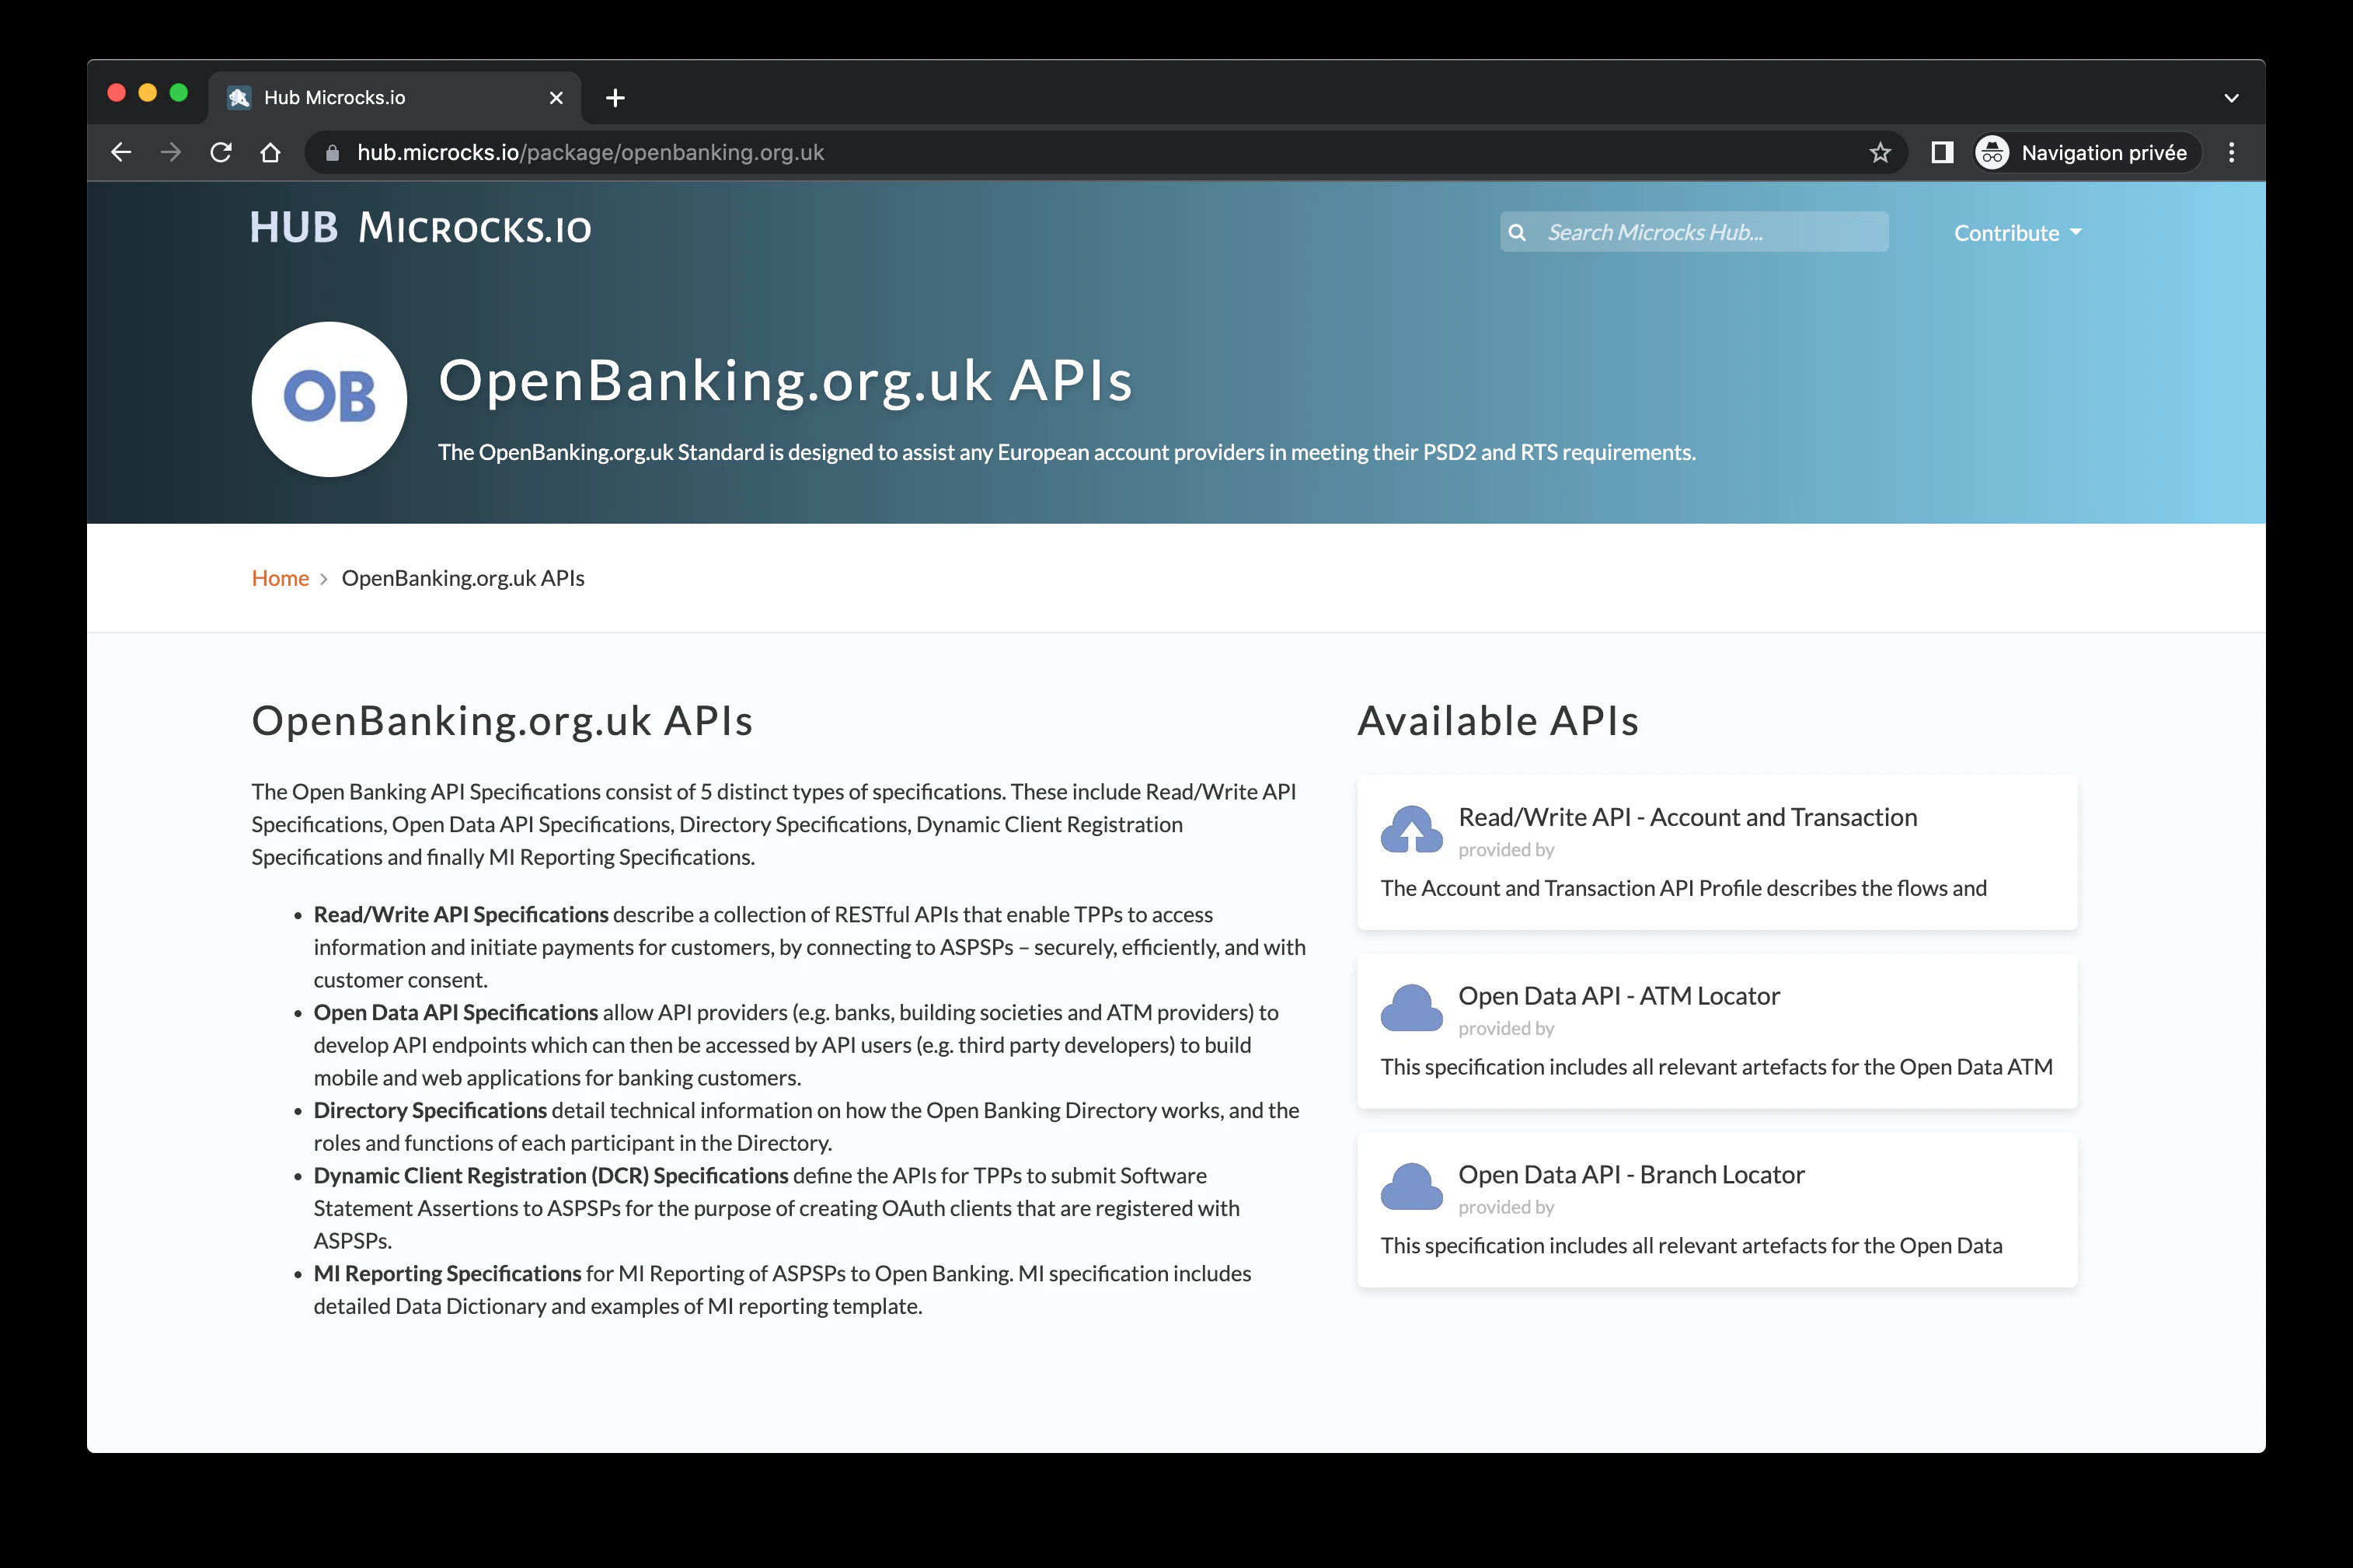 Hub Microcks.io
hub.microcks.io/package/openbanking.org.uk
Navigation privée
HUB MICROCKS.IO
Search Microcks Hub...
Contribute
OB
OpenBanking.org.uk APIs
The OpenBanking.org.uk Standard is designed to assist any European account providers in meeting their PSD2 and RTS requirements.
Home > OpenBanking.org.uk APIs
OpenBanking.org.uk APIs
The Open Banking API Specifications consist of 5 distinct types of specifications. These include Read/Write API
Specifications, Open Data API Specifications, Directory Specifications, Dynamic Client Registration
Specifications and finally MI Reporting Specifications.
• Read/Write API Specifications describe a collection of RESTful APIs that enable TPPs to access
information and initiate payments for customers, by connecting to ASPSPs – securely, efficiently, and with
customer consent.
• Open Data API Specifications allow API providers (e.g. banks, building societies and ATM providers) to
develop API endpoints which can then be accessed by API users (e.g. third party developers) to build
mobile and web applications for banking customers.
• Directory Specifications detail technical information on how the Open Banking Directory works, and the
roles and functions of each participant in the Directory.
• Dynamic Client Registration (DCR) Specifications define the APIs for TPPs to submit Software
Statement Assertions to ASPSPs for the purpose of creating OAuth clients that are registered with
ASPSPs.
• MI Reporting Specifications for MI Reporting of ASPSPs to Open Banking. MI specification includes
detailed Data Dictionary and examples of MI reporting template.
Available APIs
Read/Write API - Account and Transaction
provided by
The Account and Transaction API Profile describes the flows and
Open Data API - ATM Locator
provided by
This specification includes all relevant artefacts for the Open Data ATM
Open Data API - Branch Locator
provided by
This specification includes all relevant artefacts for the Open Data